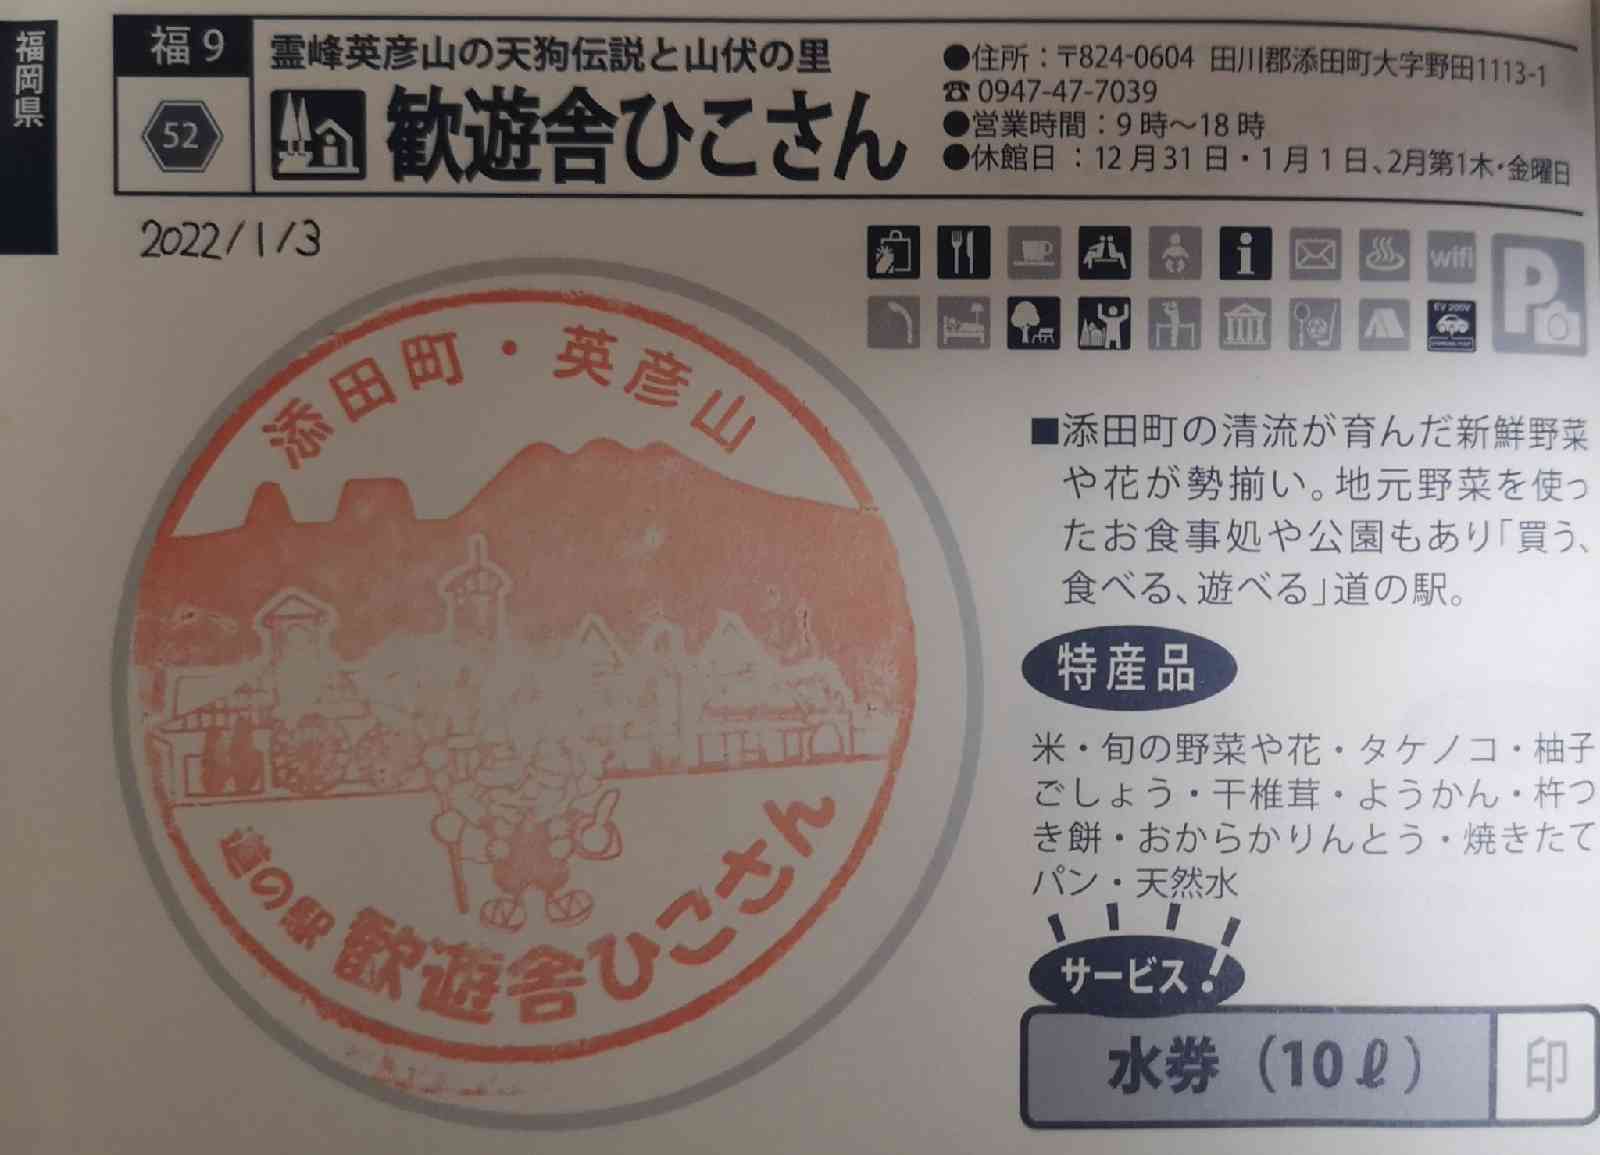 福岡県
福 9
52
霊峰英彦山の天狗伝説と山伏の里
歓遊舎ひこさん
●住所：〒824-0604 田川郡添田町大字野田1113-1
☎ 0947-47-7039
●営業時間：9時～18時
●休館日：12月31日・1月1日、2月第1木・金曜日
2022/1/3
wifi
P
EV 200V
添田町・英彦山
道の駅
歓遊舎ひこさん
■添田町の清流が育んだ新鮮野菜
や花が勢揃い。地元野菜を使っ
たお食事処や公園もあり「買う、
食べる、遊べる」道の駅。
特産品
米・旬の野菜や花・タケノコ・柚子
ごしょう・干椎茸・ようかん・杵つ
き餅・おからかりんとう・焼きたて
パン・天然水
サービス！
水券（10ℓ）
印